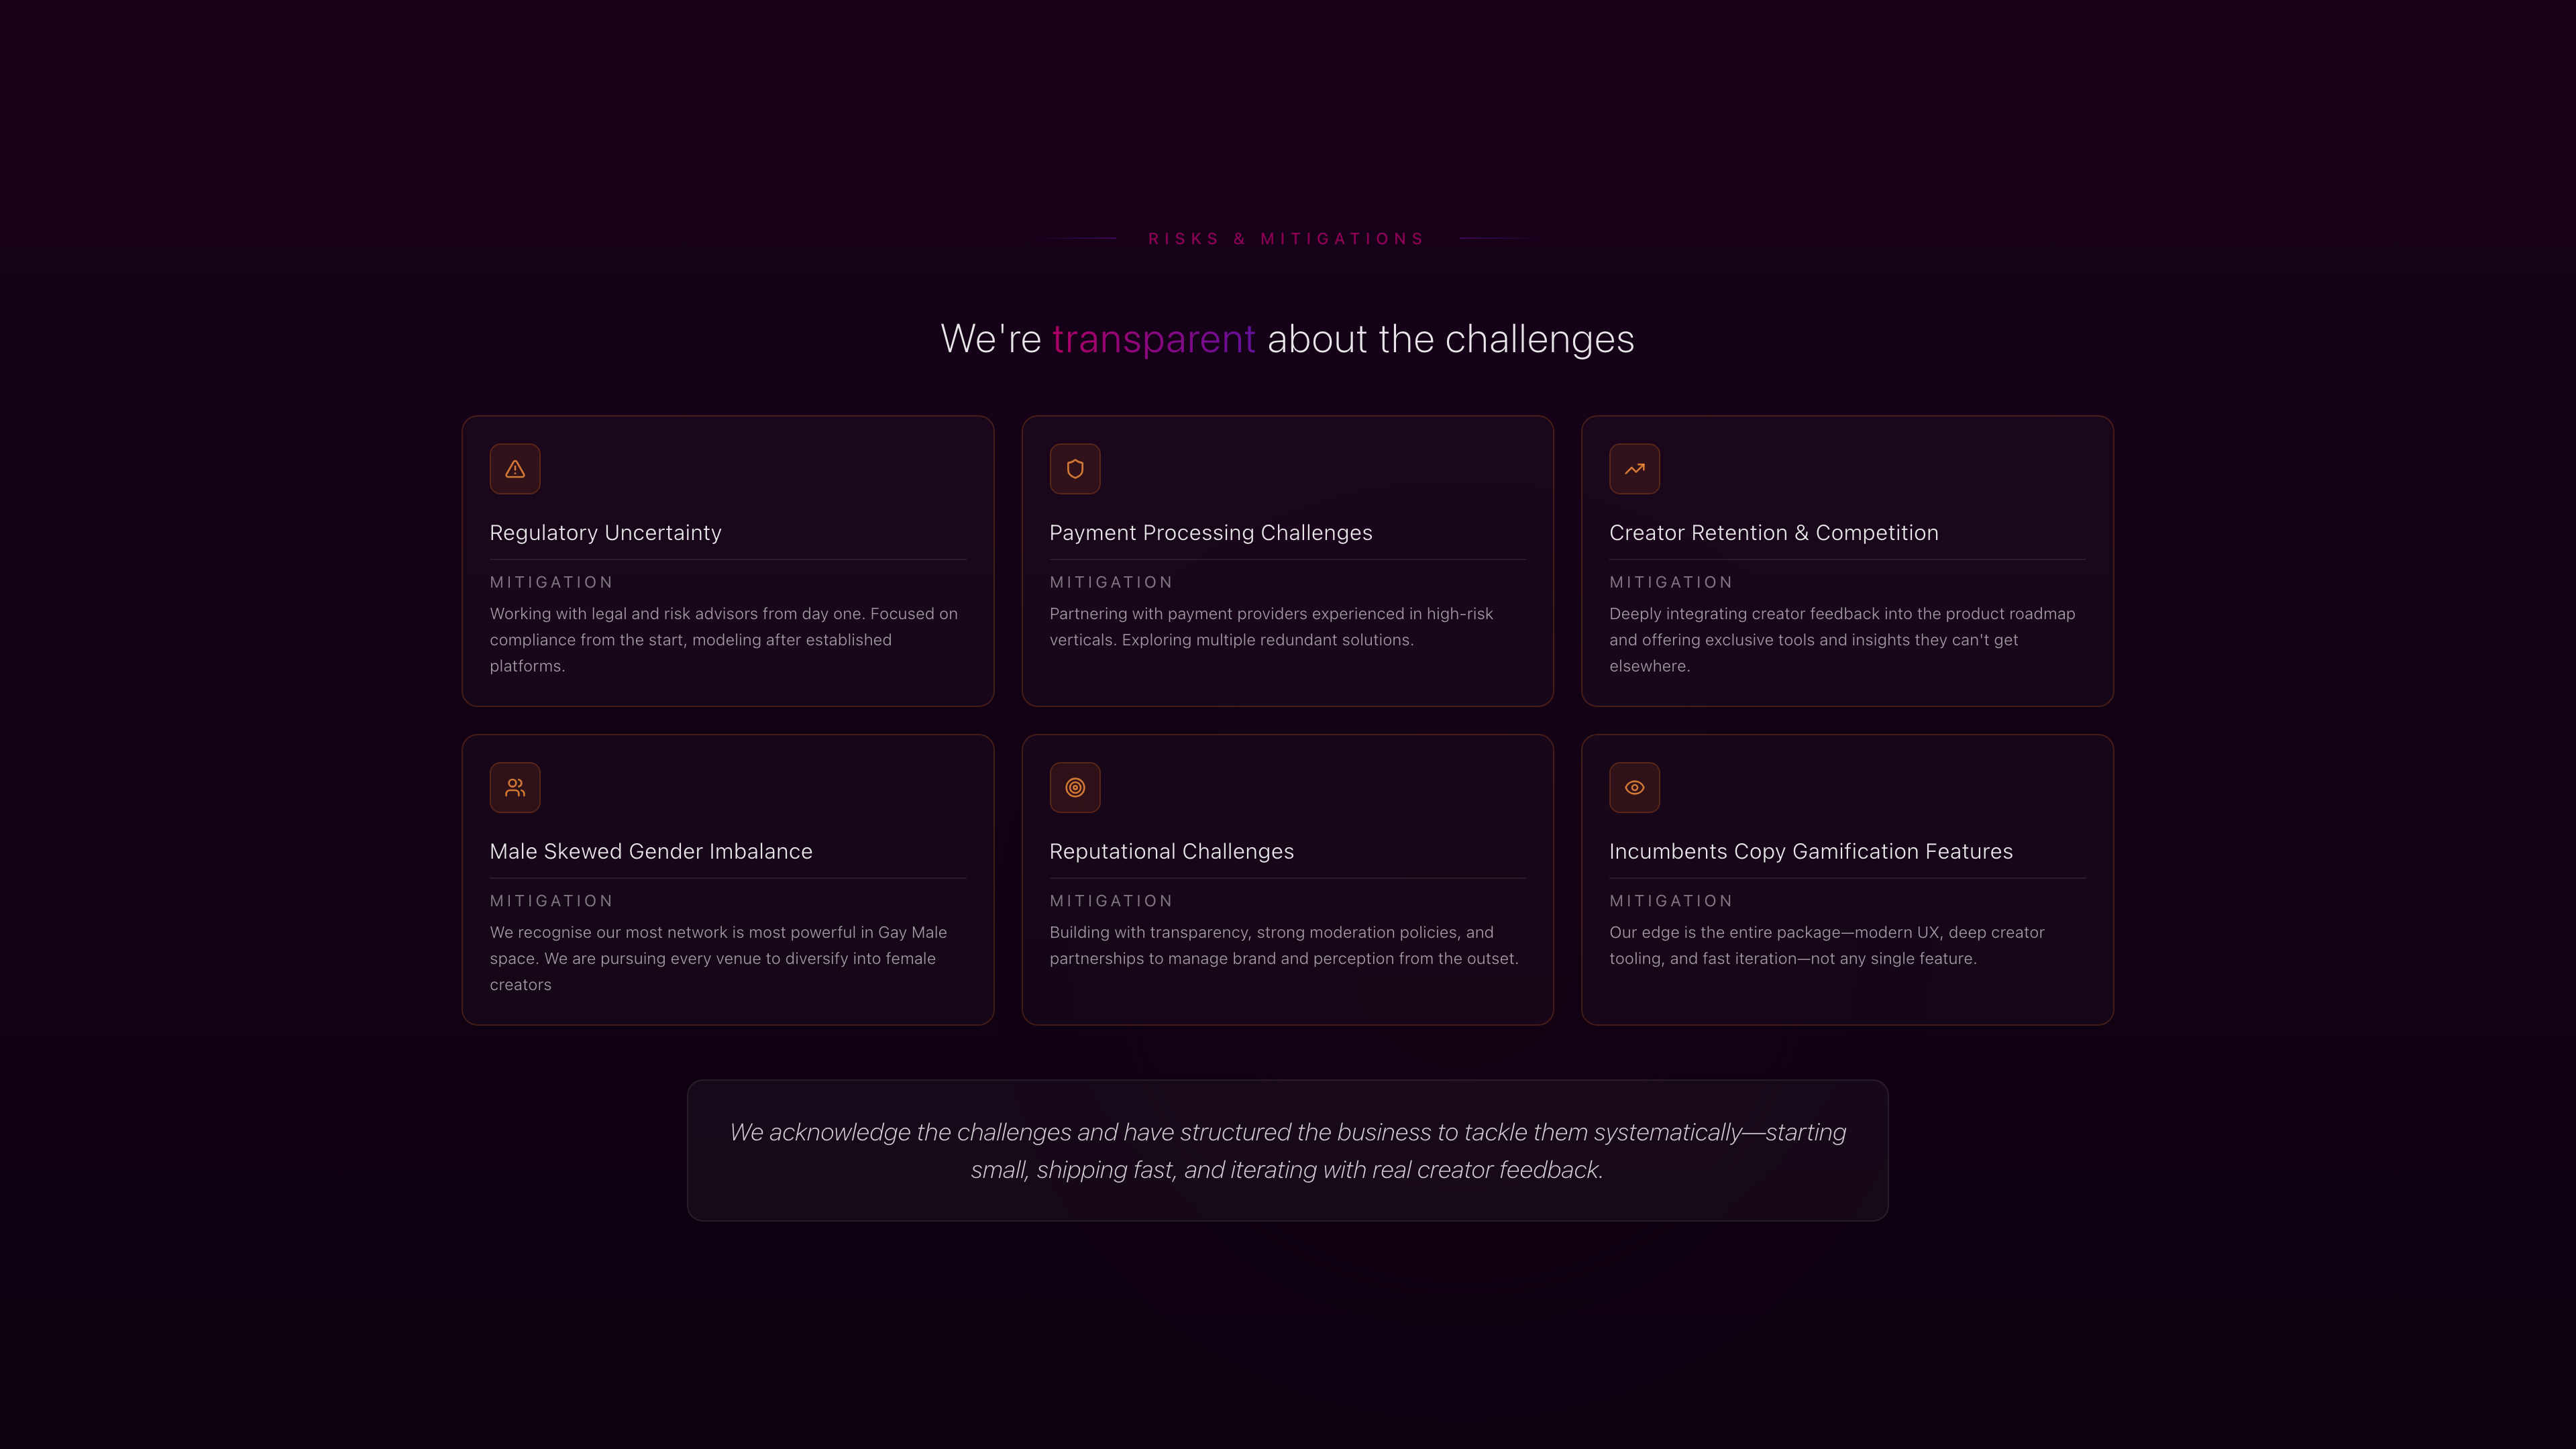 RISKS & MITIGATIONS
We're transparent about the challenges
Regulatory Uncertainty
MITIGATION
Working with legal and risk advisors from day one. Focused on
compliance from the start, modeling after established
platforms.
Payment Processing Challenges
MITIGATION
Partnering with payment providers experienced in high-risk
verticals. Exploring multiple redundant solutions.
Creator Retention & Competition
MITIGATION
Deeply integrating creator feedback into the product roadmap
and offering exclusive tools and insights they can't get
elsewhere.
Male Skewed Gender Imbalance
MITIGATION
We recognise our most network is most powerful in Gay Male
space. We are pursuing every venue to diversify into female
creators
Reputational Challenges
MITIGATION
Building with transparency, strong moderation policies, and
partnerships to manage brand and perception from the outset.
Incumbents Copy Gamification Features
MITIGATION
Our edge is the entire package—modern UX, deep creator
tooling, and fast iteration—not any single feature.
We acknowledge the challenges and have structured the business to tackle them systematically—starting
small, shipping fast, and iterating with real creator feedback.